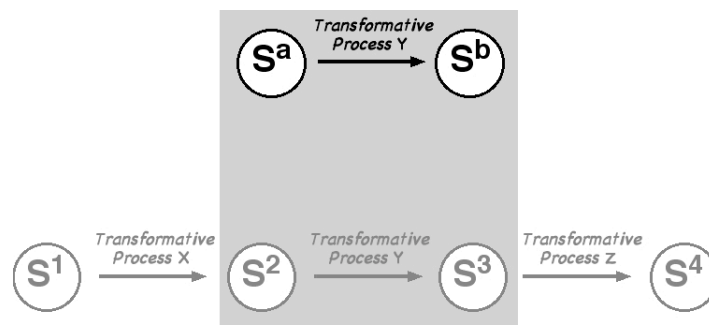 Transformative
Process Y
Sᵃ
Sᵇ
Transformative
Process X
Transformative
Process Y
Transformative
Process Z
S¹
S²
S³
S⁴